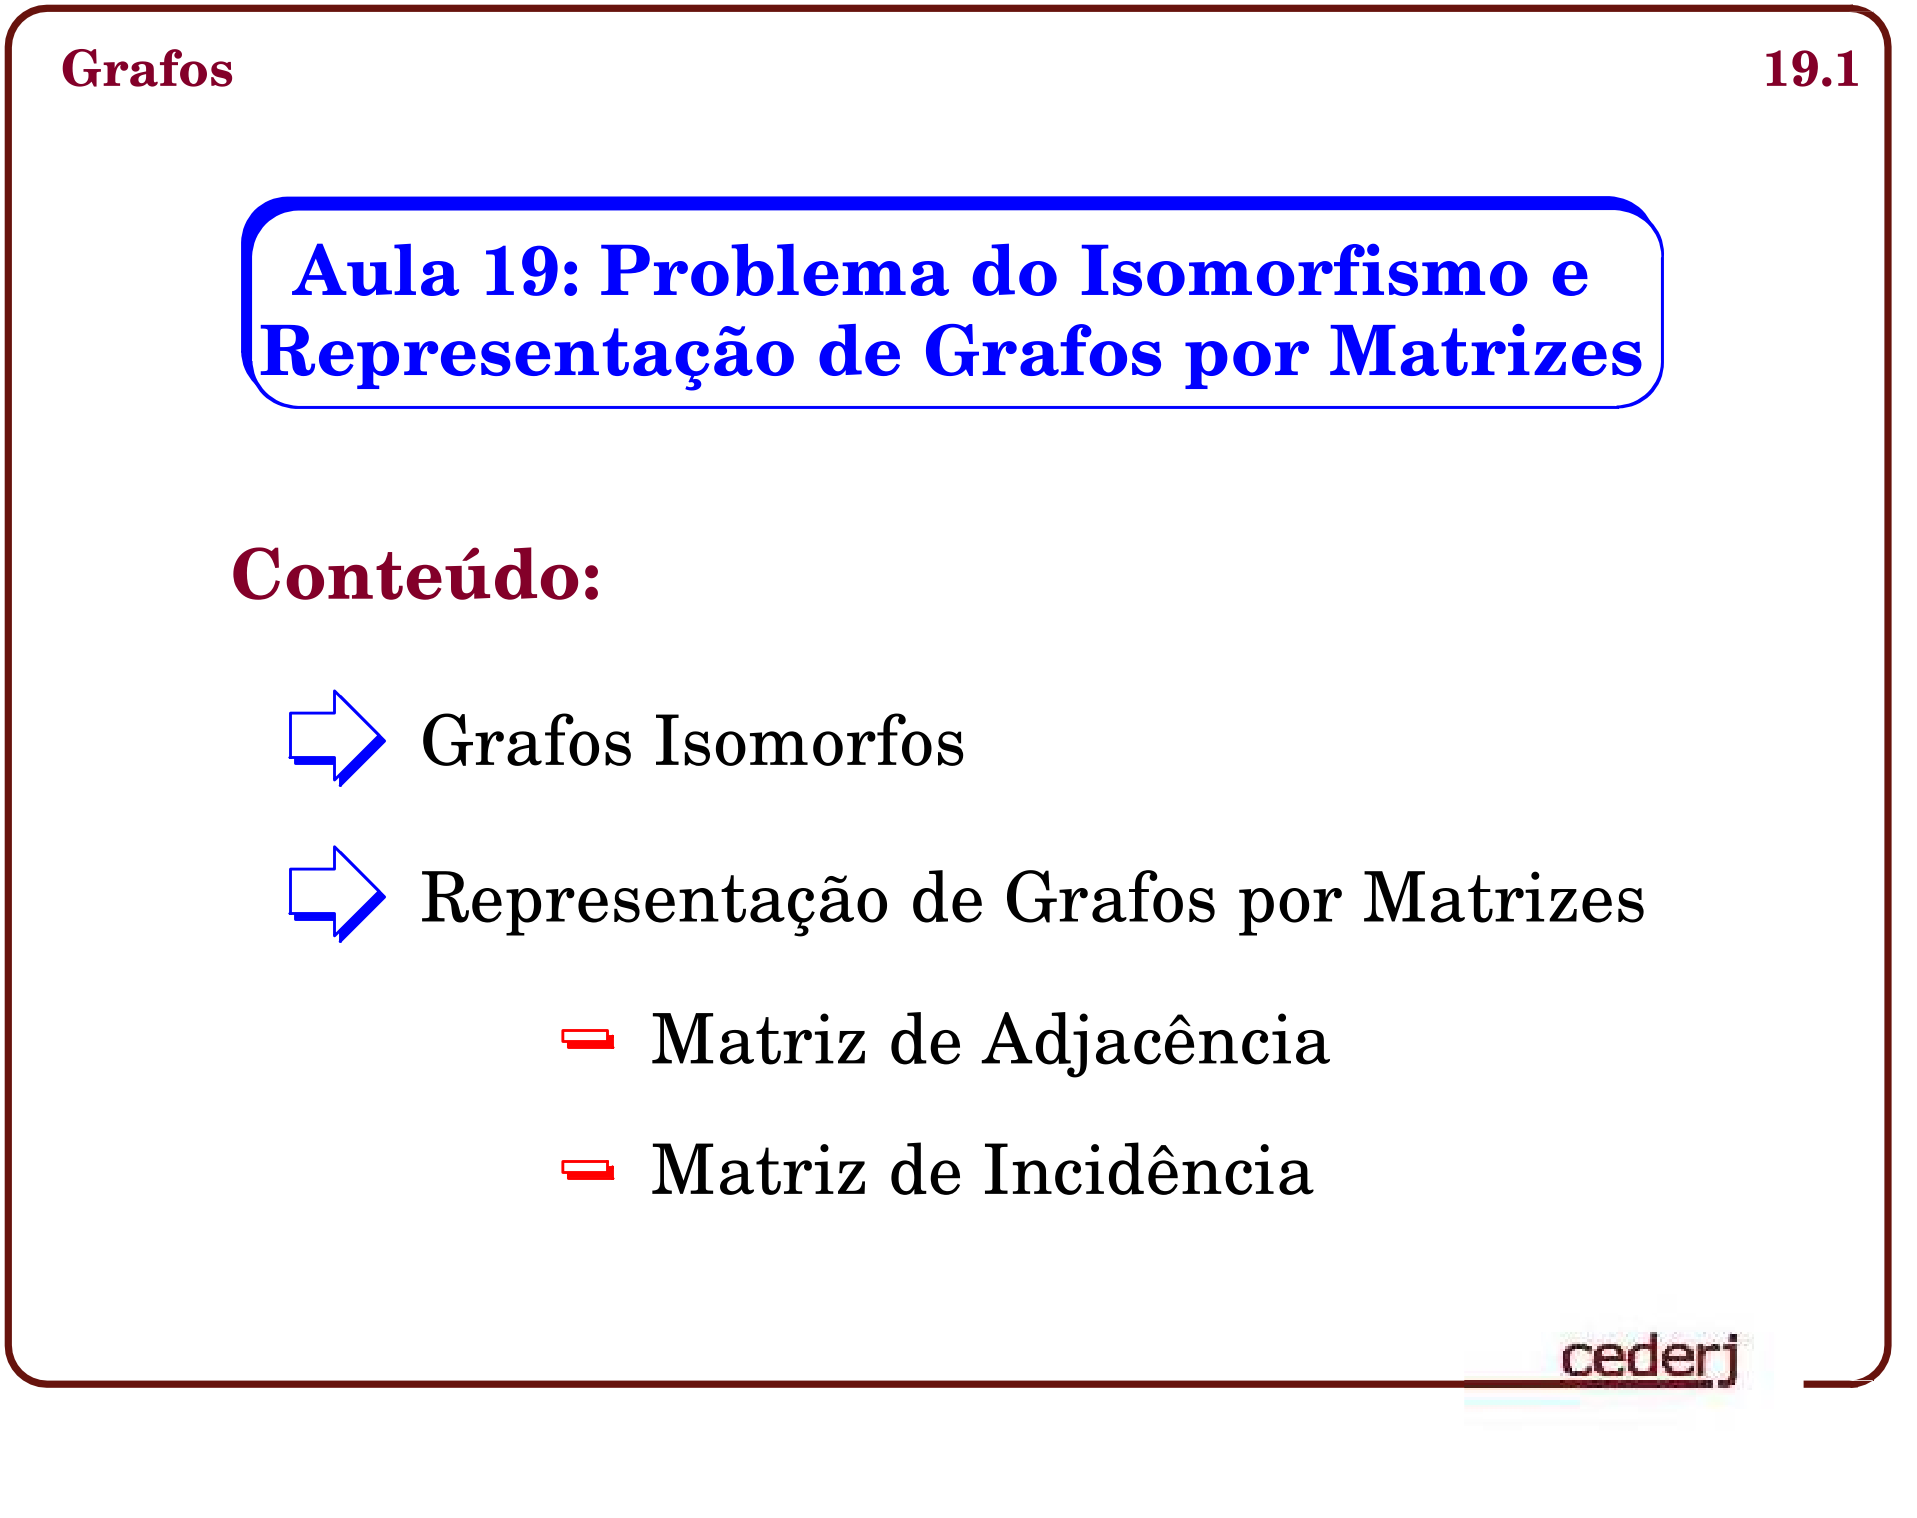 Grafos 19.1
Aula 19: Problema do Isomorfismo e
Representação de Grafos por Matrizes
Conteúdo:
Grafos Isomorfos
Representação de Grafos por Matrizes
Matriz de Adjacência
Matriz de Incidência
cederj